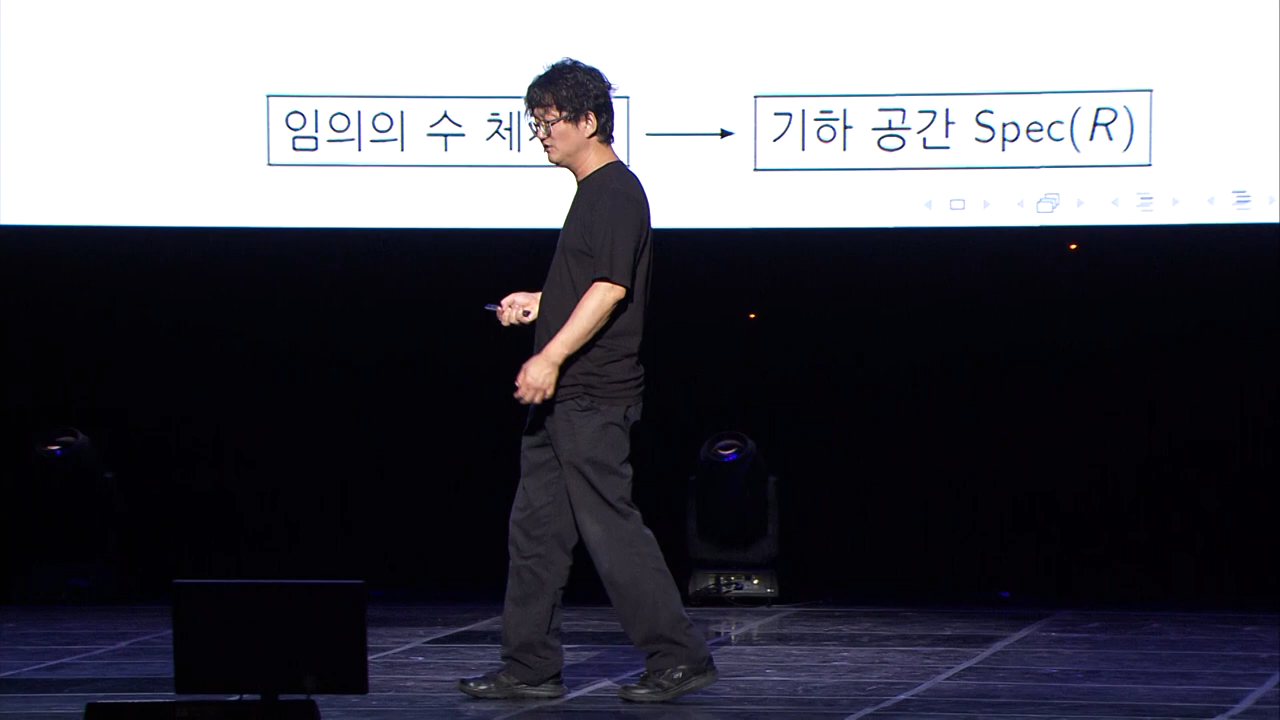 임의의 수 체
기하 공간 Spec(R)